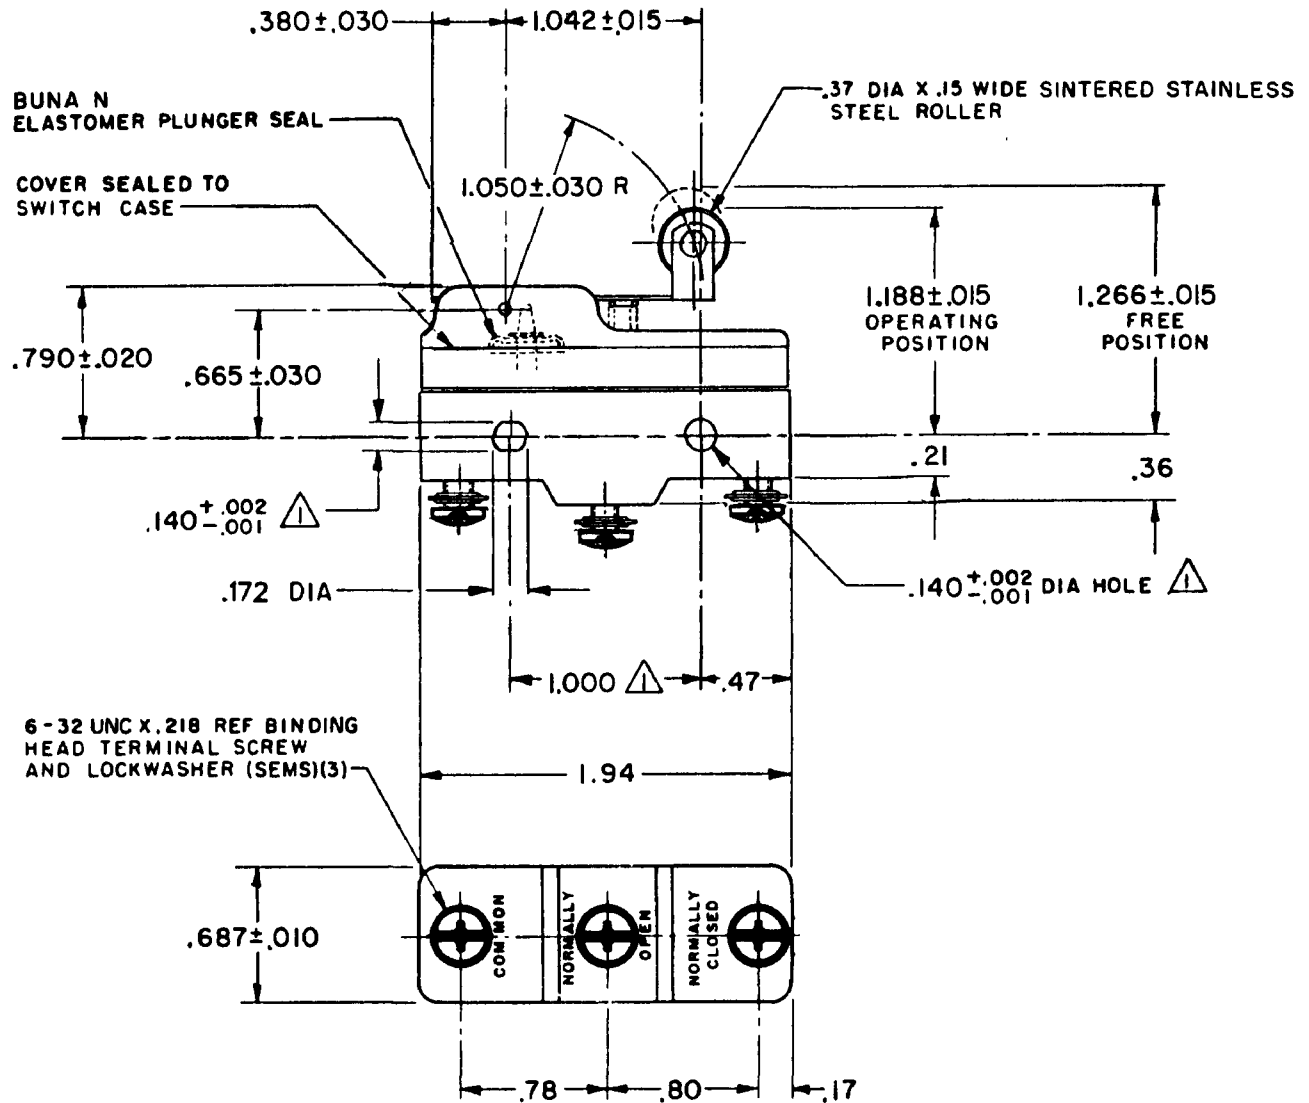 .380±.030
1.042±.015
.37 DIA X .15 WIDE SINTERED STAINLESS
STEEL ROLLER
BUNA N
ELASTOMER PLUNGER SEAL
COVER SEALED TO
SWITCH CASE
1.050±.030 R
1.188±.015
OPERATING
POSITION
1.266±.015
FREE
POSITION
.790±.020
.665±.030
.21
.36
.140 +.002
-.001 1
.172 DIA
.140 +.002 DIA HOLE 1
-.001
1.000 1
.47
6-32 UNC X .218 REF BINDING
HEAD TERMINAL SCREW
AND LOCKWASHER (SEMS)(3)
1.94
.687±.010
COMMON
NORMALLY
OPEN
NORMALLY
CLOSED
.78
.80
.17